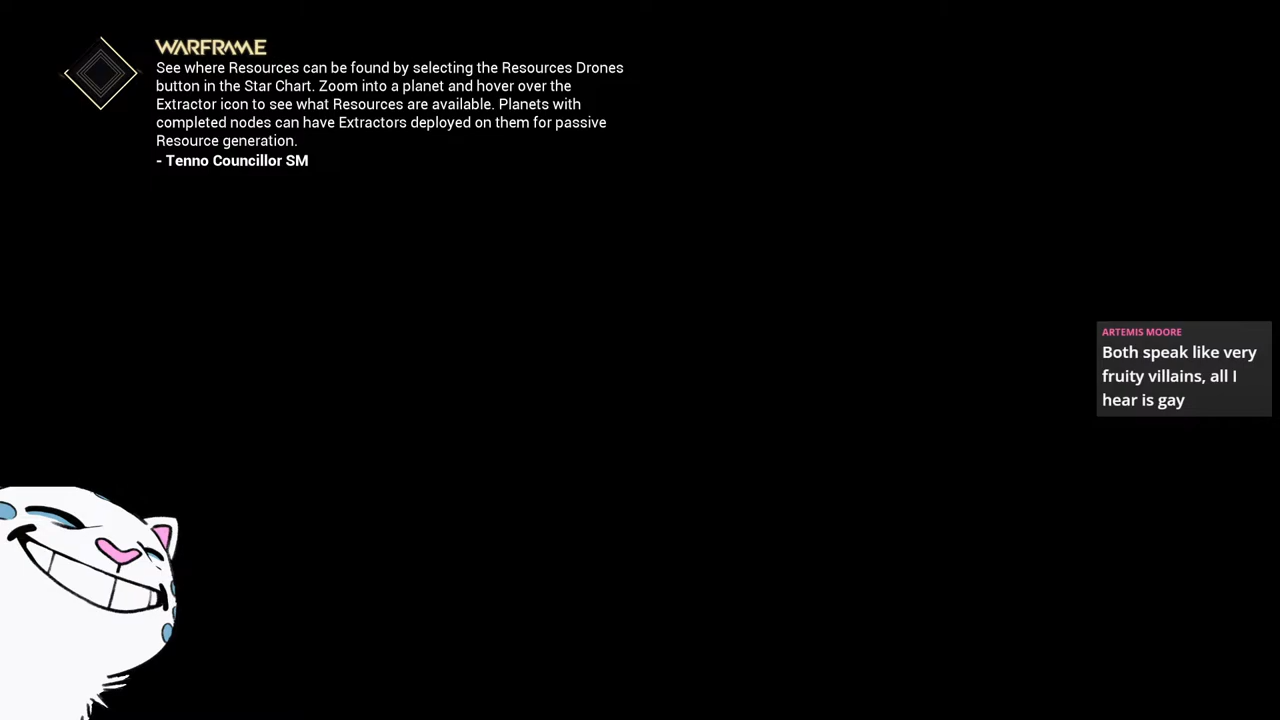 WARFRAME
See where Resources can be found by selecting the Resources Drones
button in the Star Chart. Zoom into a planet and hover over the
Extractor icon to see what Resources are available. Planets with
completed nodes can have Extractors deployed on them for passive
Resource generation.
- Tenno Councillor SM
ARTEMIS MOORE
Both speak like very
fruity villains, all I
hear is gay